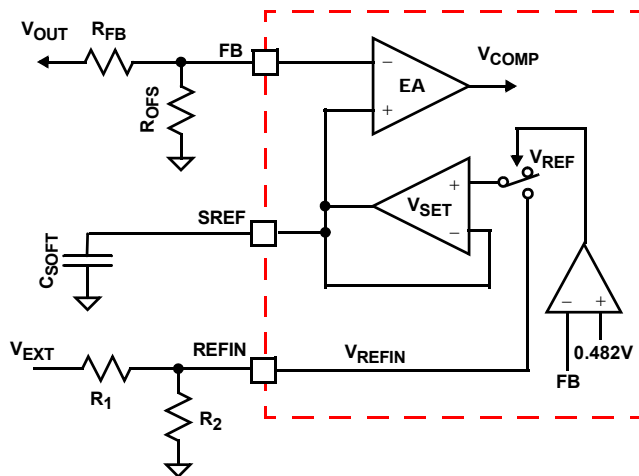 VOUT
RFB
FB
ROFS
−
EA
+
VCOMP
VREF
+
VSET
−
SREF
CSOFT
− +
0.482V
FB
VEXT
R1
REFIN
VREFIN
R2